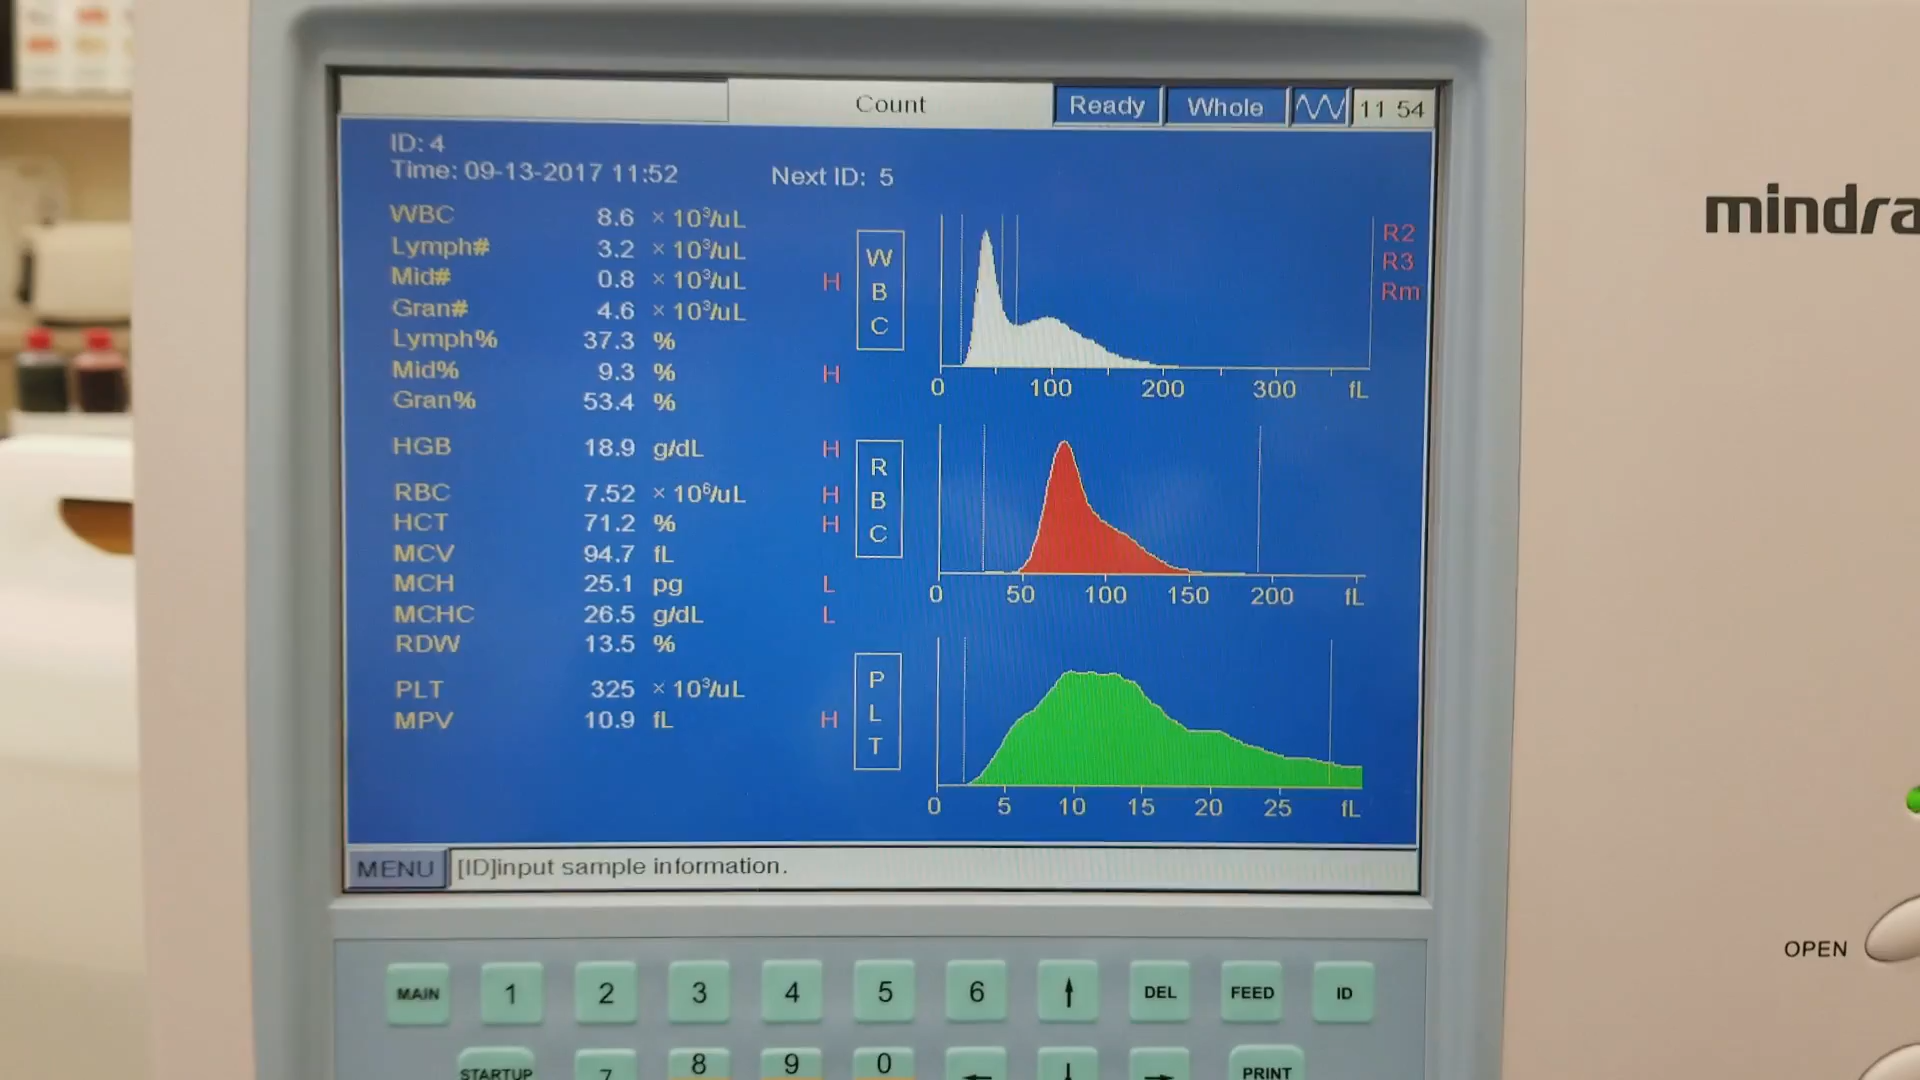 Count Ready Whole 11 54
ID: 4
Time: 09-13-2017 11:52 Next ID: 5
WBC 8.6 × 10³/uL
Lymph# 3.2 × 10³/uL
Mid# 0.8 × 10³/uL H
Gran# 4.6 × 10³/uL
Lymph% 37.3 %
Mid% 9.3 % H
Gran% 53.4 %
HGB 18.9 g/dL H
RBC 7.52 × 10⁶/uL H
HCT 71.2 % H
MCV 94.7 fL
MCH 25.1 pg L
MCHC 26.5 g/dL L
RDW 13.5 %
PLT 325 × 10³/uL
MPV 10.9 fL H
WBC
R2
R3
Rm
0 100 200 300 fL
RBC
0 50 100 150 200 fL
PLT
0 5 10 15 20 25 fL
MENU [ID]input sample information.
MAIN 1 2 3 4 5 6 DEL FEED ID
STARTUP 7 8 9 0 PRINT
OPEN